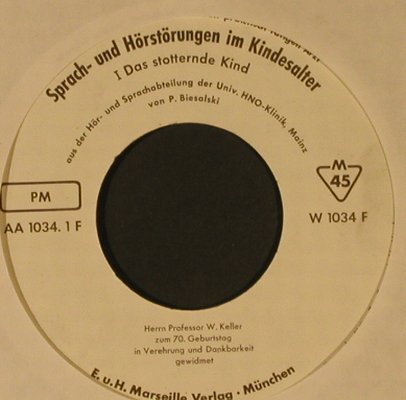 Sprach- und Hörstörungen im Kindesalter
I Das stotternde Kind
aus der Hör- und Sprachabteilung der Univ. HNO-Klinik, Mainz
von P. Biesalski
PM
AA 1034. 1 F
M
45
W 1034 F
Herrn Professor W. Keller
zum 70. Geburtstag
in Verehrung und Dankbarkeit
gewidmet
E. u. H. Marseille Verlag · München